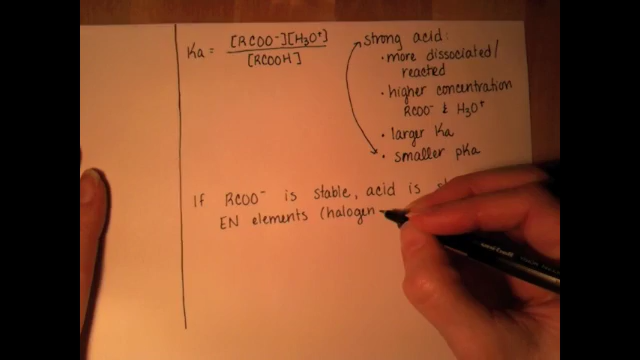 Ka = [RCOO⁻][H₃O⁺]
[RCOOH]
strong acid:
• more dissociated/
reacted
• higher concentration
RCOO⁻ & H₃O⁺
• larger Ka
• smaller pKa
If RCOO⁻ is stable, acid is
EN elements (halogen